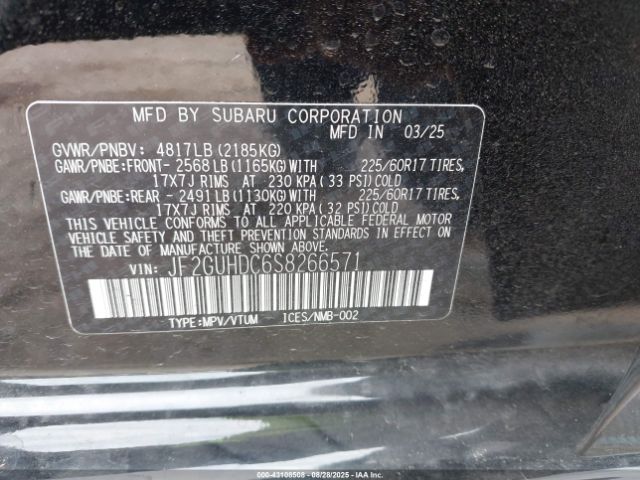 MFD BY SUBARU CORPORATION
MFD IN 03/25
GVWR/PNBV: 4817LB (2185KG)
GAWR/PNBE:FRONT- 2568LB (1165KG)WITH 225/60R17 TIRES,
17X7J RIMS AT 230 KPA (33 PSI)COLD
GAWR/PNBE:REAR - 2491LB (1130KG)WITH 225/60R17 TIRES,
17X7J RIMS AT 220 KPA (32 PSI)COLD
THIS VEHICLE CONFORMS TO ALL APPLICABLE FEDERAL MOTOR
VEHICLE SAFETY AND THEFT PREVENTION STANDARDS IN EFFECT ON
THE DATE OF MANUFACTURE SHOWN ABOVE.
VIN: JF2GUHDC6S8266571
TYPE:MPV/VTUM ICES/NMB-002
000-43108508 - 08/28/2025 - IAAI.COM